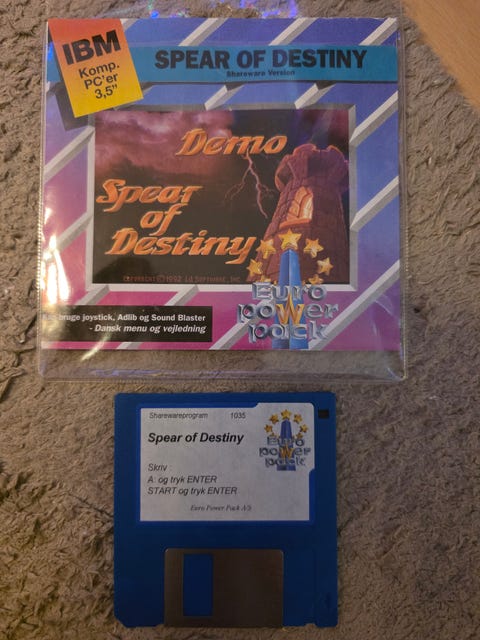 IBM
Komp.
PC'er
3,5"
SPEAR OF DESTINY
Shareware Version
Demo
Spear
of
Destiny
COPYRIGHT © 1992 Id SOFTWARE, INC
Euro
power
pack
Kan bruge joystick, Adlib og Sound Blaster
- Dansk menu og vejledning
Sharewareprogram 1035
Spear of Destiny
Euro
power
pack
Skriv :
A: og tryk ENTER
START og tryk ENTER
Euro Power Pack A/S